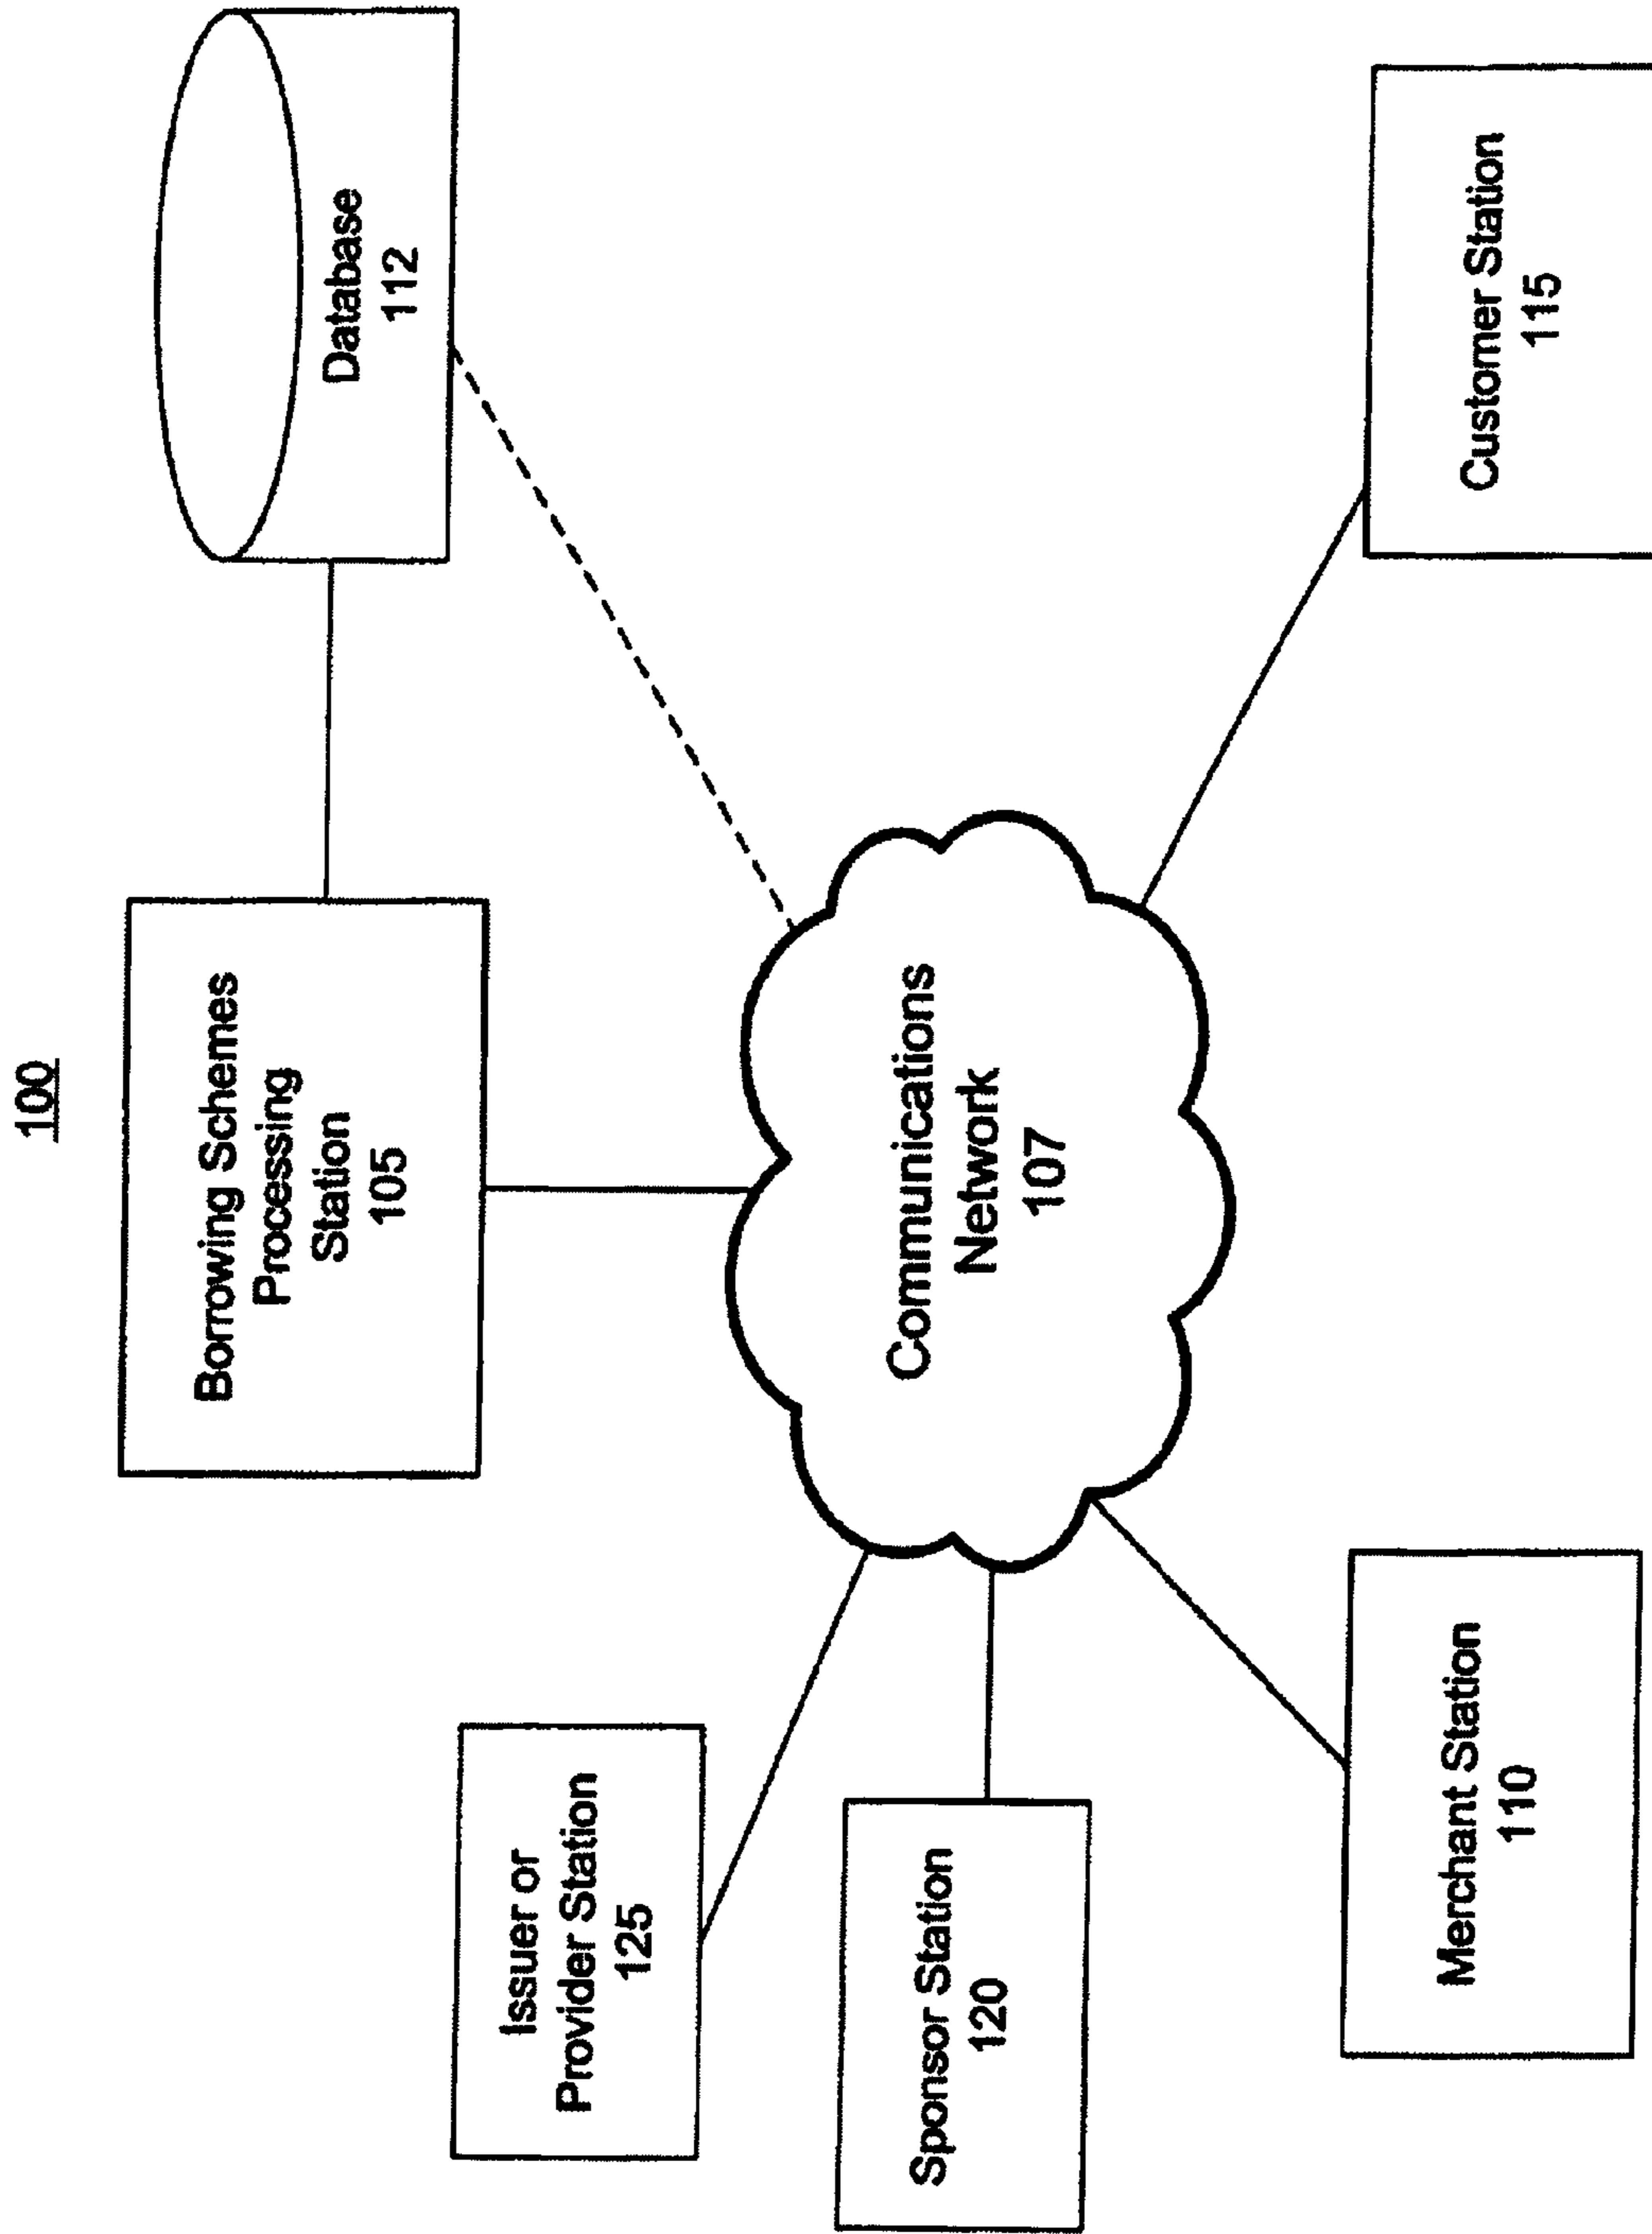 100
Borrowing Schemes
Processing
Station
105
Database
112
Issuer or
Provider Station
125
Communications
Network
107
Sponsor Station
120
Merchant Station
110
Customer Station
115